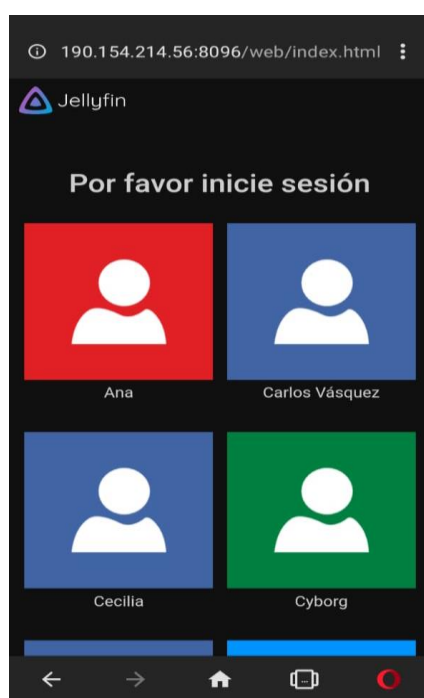 190.154.214.56:8096/web/index.html
Jellyfin
Por favor inicie sesión
Ana
Carlos Vásquez
Cecilia
Cyborg